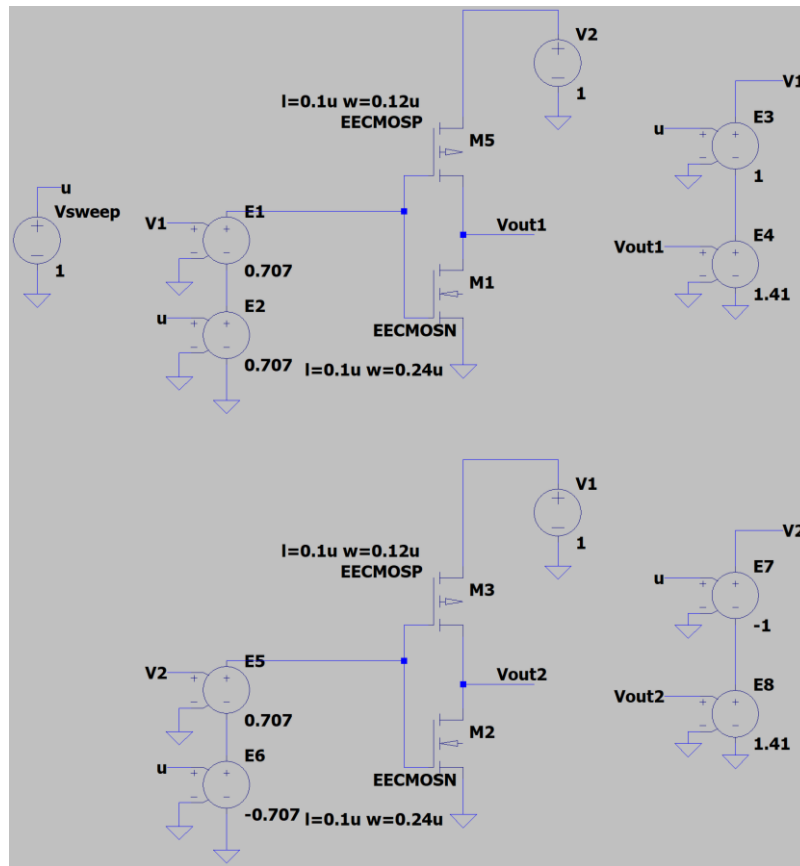 V2
1
l=0.1u w=0.12u
EECMOSP
M5
V1
E3
u
1
u
Vsweep
1
V1
E1
0.707
Vout1
Vout1
E4
1.41
u
E2
0.707
M1
EECMOSN
l=0.1u w=0.24u
V1
1
l=0.1u w=0.12u
EECMOSP
M3
V2
E7
u
-1
V2
E5
0.707
Vout2
Vout2
E8
1.41
u
E6
-0.707
M2
EECMOSN
l=0.1u w=0.24u